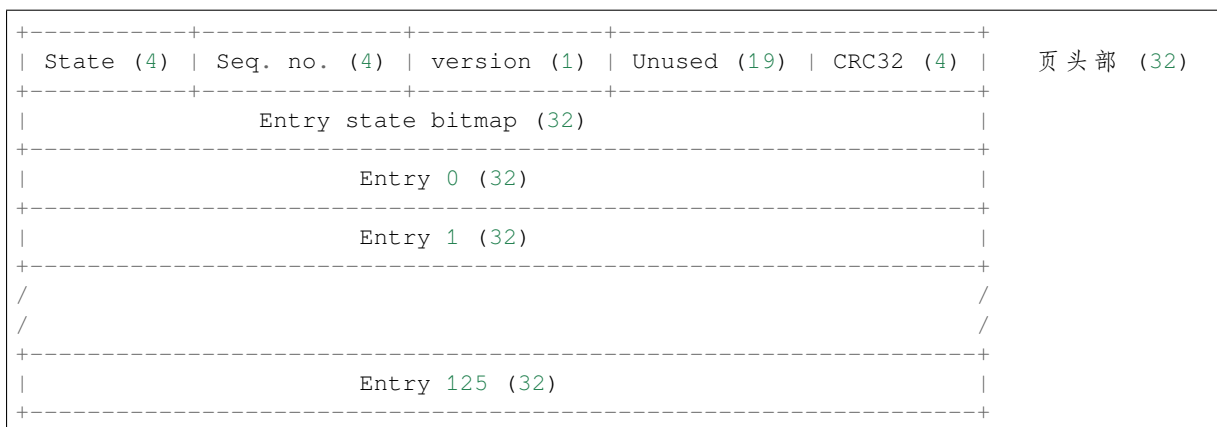 +-----------+--------------+-------------+-------------------------+
| State (4) | Seq. no. (4) | version (1) | Unused (19) | CRC32 (4) | 页头部 (32)
+-----------+--------------+-------------+-------------------------+
| Entry state bitmap (32) |
+------------------------------------------------------------------+
| Entry 0 (32) |
+------------------------------------------------------------------+
| Entry 1 (32) |
+------------------------------------------------------------------+
/ /
/ /
+------------------------------------------------------------------+
| Entry 125 (32) |
+------------------------------------------------------------------+